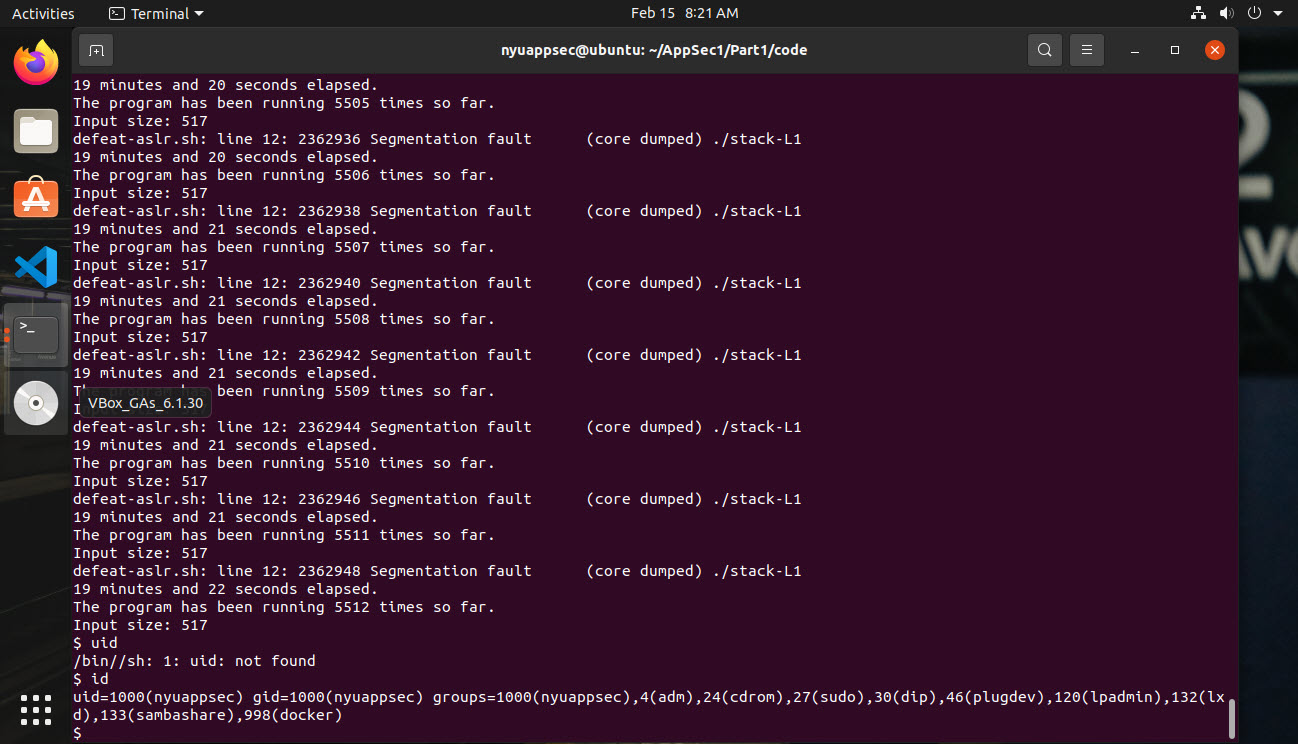 Activities Terminal Feb 15 8:21 AM
nyuappsec@ubuntu: ~/AppSec1/Part1/code
19 minutes and 20 seconds elapsed.
The program has been running 5505 times so far.
Input size: 517
defeat-aslr.sh: line 12: 2362936 Segmentation fault      (core dumped) ./stack-L1
19 minutes and 20 seconds elapsed.
The program has been running 5506 times so far.
Input size: 517
defeat-aslr.sh: line 12: 2362938 Segmentation fault      (core dumped) ./stack-L1
19 minutes and 21 seconds elapsed.
The program has been running 5507 times so far.
Input size: 517
defeat-aslr.sh: line 12: 2362940 Segmentation fault      (core dumped) ./stack-L1
19 minutes and 21 seconds elapsed.
The program has been running 5508 times so far.
Input size: 517
defeat-aslr.sh: line 12: 2362942 Segmentation fault      (core dumped) ./stack-L1
19 minutes and 21 seconds elapsed.
The program has been running 5509 times so far.
VBox_GAs_6.1.30
defeat-aslr.sh: line 12: 2362944 Segmentation fault      (core dumped) ./stack-L1
19 minutes and 21 seconds elapsed.
The program has been running 5510 times so far.
Input size: 517
defeat-aslr.sh: line 12: 2362946 Segmentation fault      (core dumped) ./stack-L1
19 minutes and 21 seconds elapsed.
The program has been running 5511 times so far.
Input size: 517
defeat-aslr.sh: line 12: 2362948 Segmentation fault      (core dumped) ./stack-L1
19 minutes and 22 seconds elapsed.
The program has been running 5512 times so far.
Input size: 517
$ uid
/bin//sh: 1: uid: not found
$ id
uid=1000(nyuappsec) gid=1000(nyuappsec) groups=1000(nyuappsec),4(adm),24(cdrom),27(sudo),30(dip),46(plugdev),120(lpadmin),132(lx
d),133(sambashare),998(docker)
$